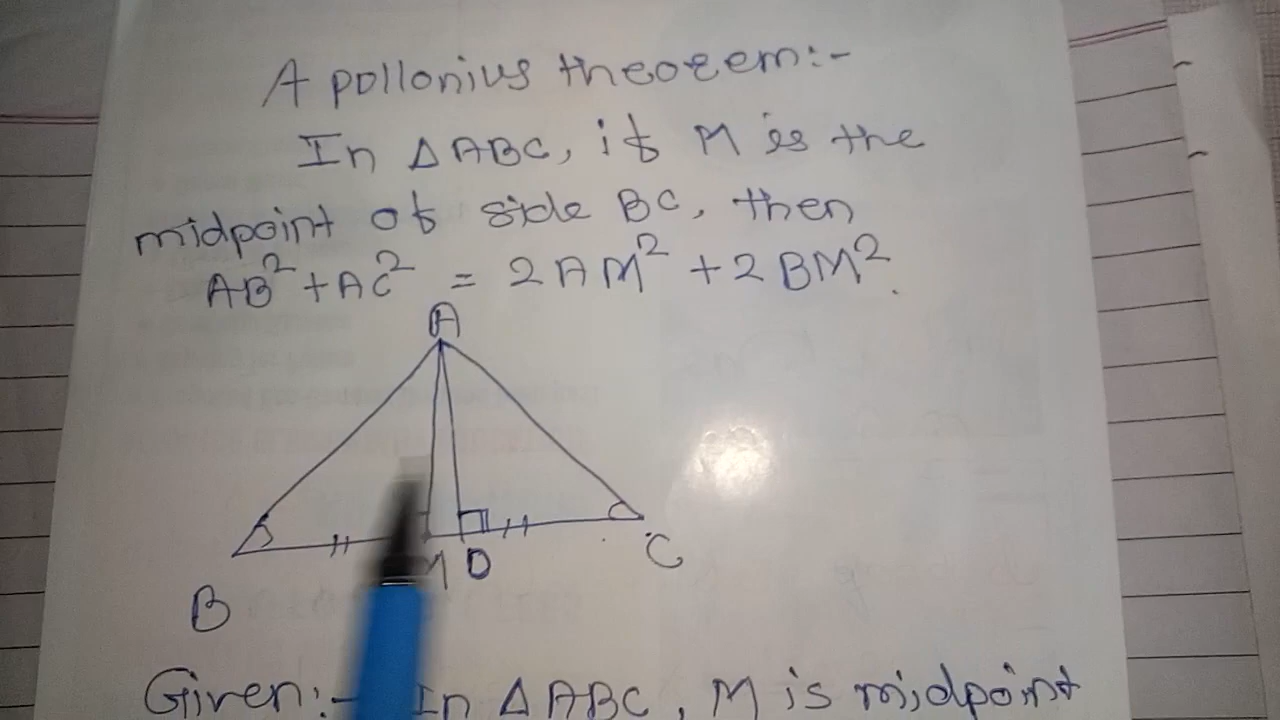 Apollonius theorem:-
In △ABC, if M is the
midpoint of side BC, then
AB²+AC² = 2AM² +2BM².
A
M D
C
B
Given:- In △ABC, M is midpoint